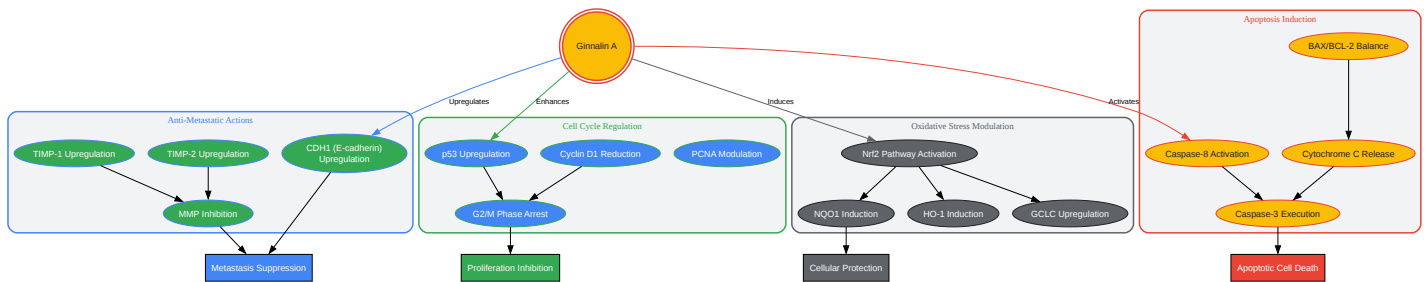 Apoptosis Induction
Ginnalin A
BAX/BCL-2 Balance
Upregulates
Enhances
Induces
Activates
Anti-Metastatic Actions
Cell Cycle Regulation
Oxidative Stress Modulation
TIMP-1 Upregulation
TIMP-2 Upregulation
CDH1 (E-cadherin)
Upregulation
p53 Upregulation
Cyclin D1 Reduction
PCNA Modulation
Nrf2 Pathway Activation
Caspase-8 Activation
Cytochrome C Release
MMP Inhibition
G2/M Phase Arrest
NQO1 Induction
HO-1 Induction
GCLC Upregulation
Caspase-3 Execution
Metastasis Suppression
Proliferation Inhibition
Cellular Protection
Apoptotic Cell Death